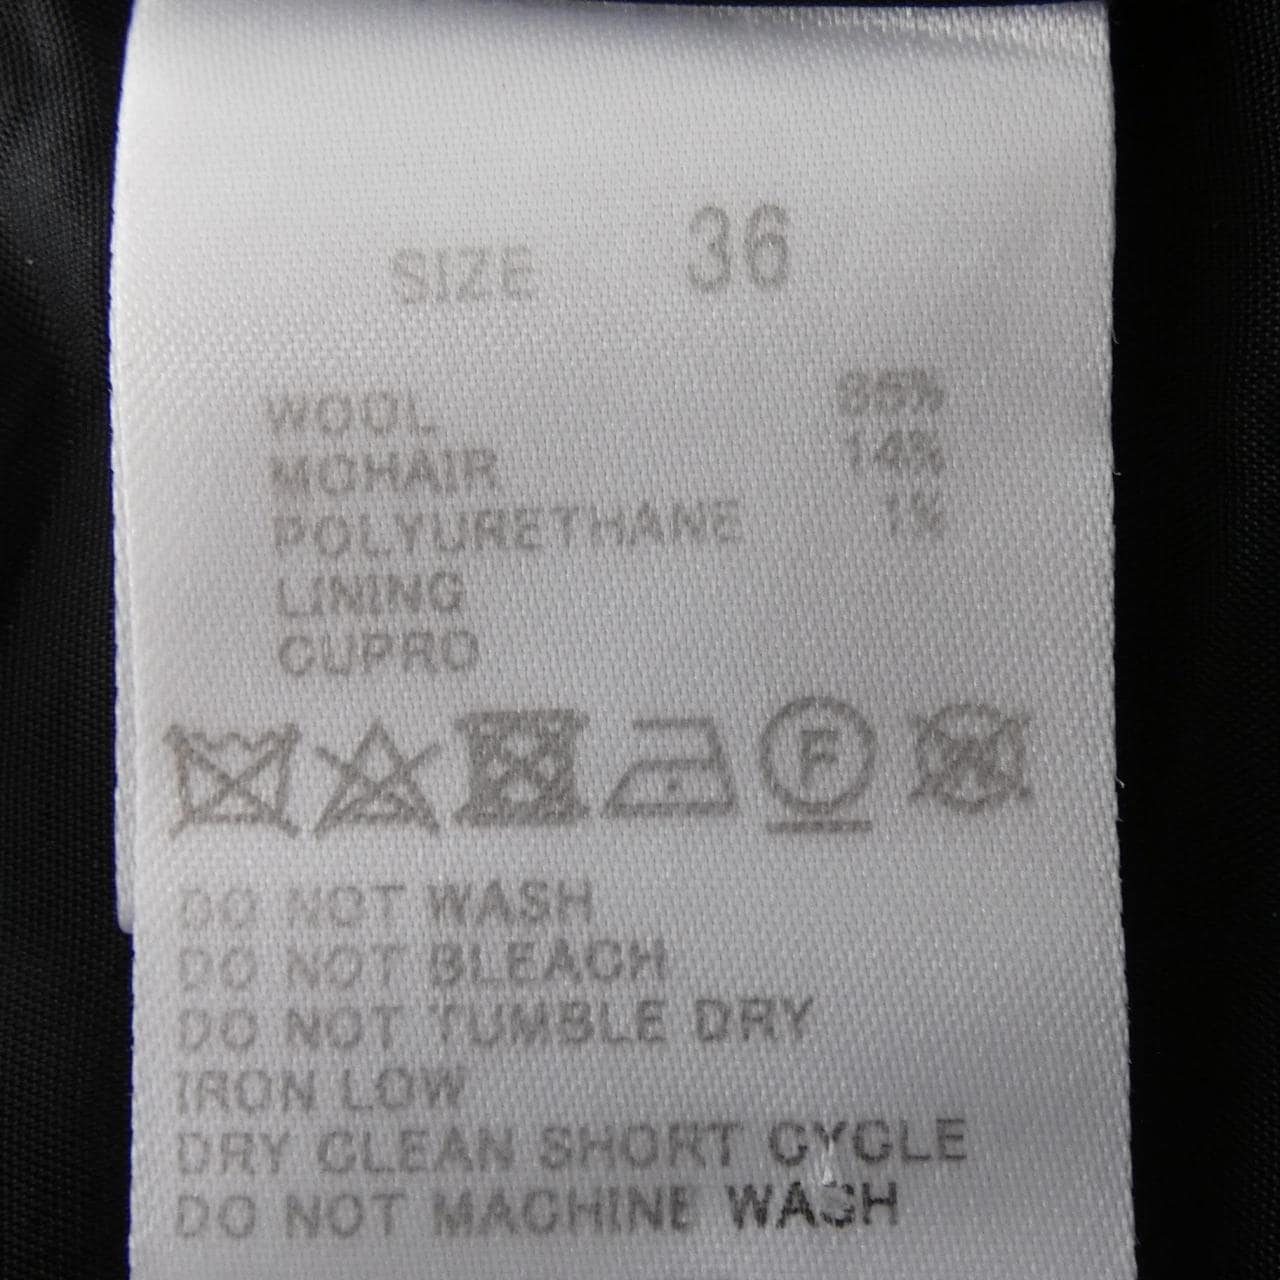 SIZE 36
WOOL 85%
MOHAIR 14%
POLYURETHANE 1%
LINING
CUPRO
F
DO NOT WASH
DO NOT BLEACH
DO NOT TUMBLE DRY
IRON LOW
DRY CLEAN SHORT CYCLE
DO NOT MACHINE WASH